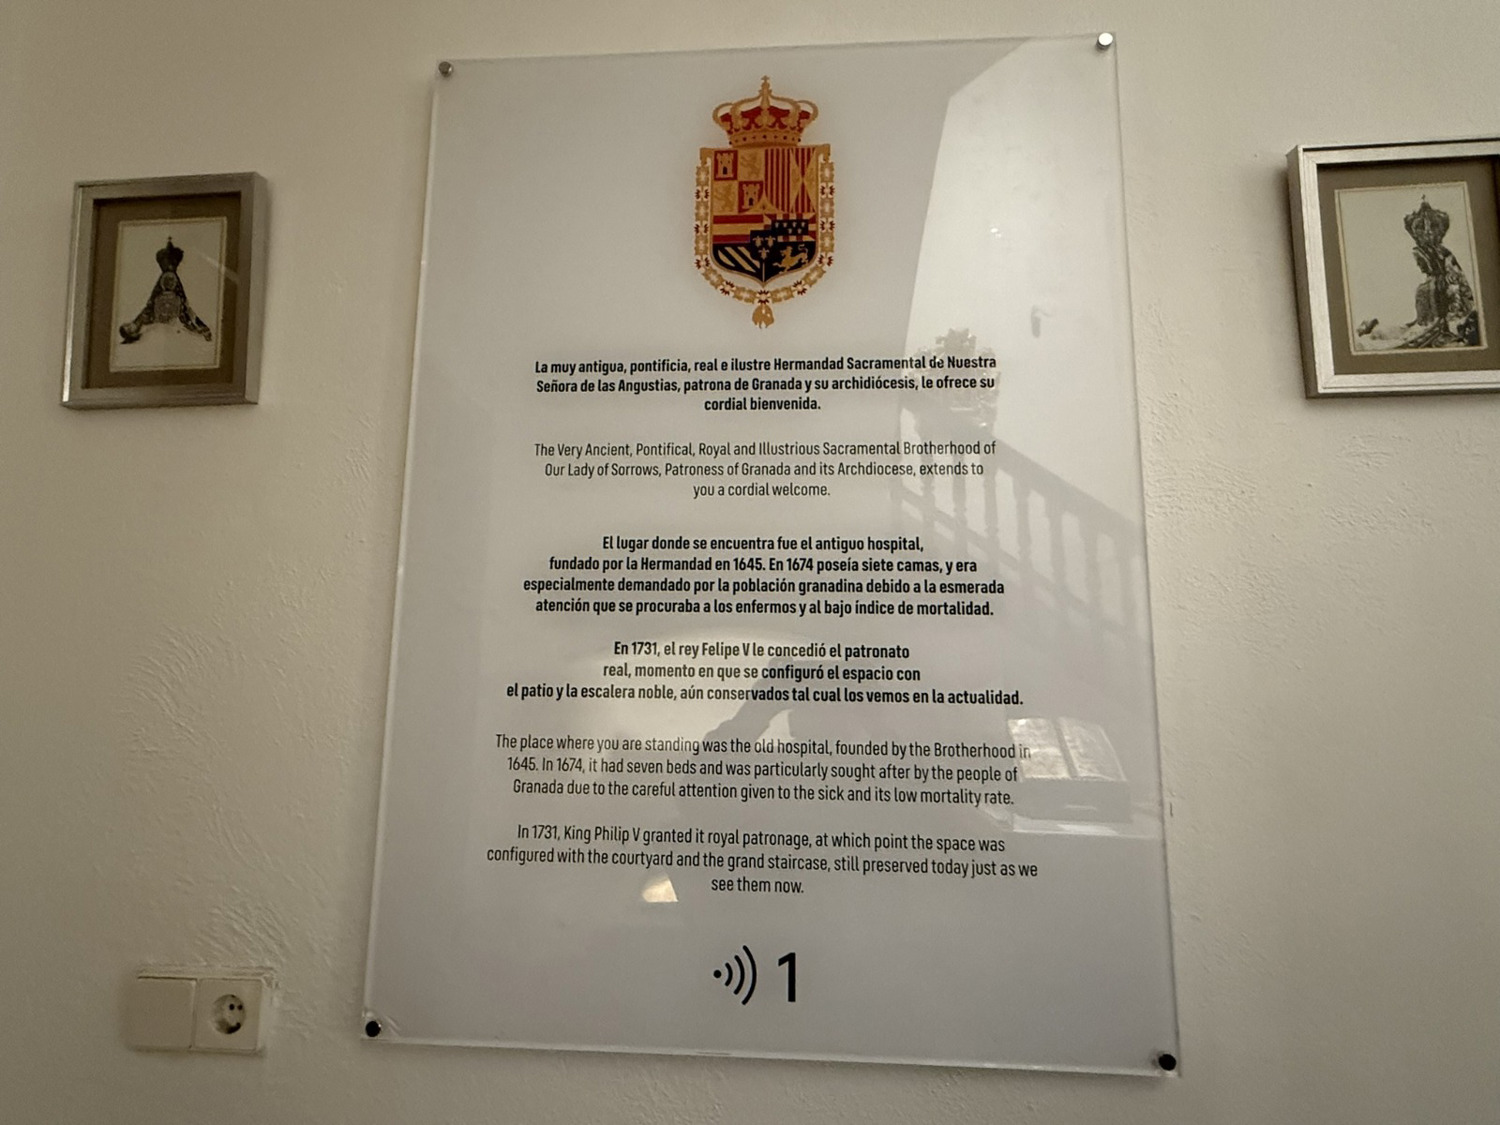 La muy antigua, pontificia, real e ilustre Hermandad Sacramental de Nuestra
Señora de las Angustias, patrona de Granada y su archidiócesis, le ofrece su
cordial bienvenida.
The Very Ancient, Pontifical, Royal and Illustrious Sacramental Brotherhood of
Our Lady of Sorrows, Patroness of Granada and its Archdiocese, extends to
you a cordial welcome.
El lugar donde se encuentra fue el antiguo hospital,
fundado por la Hermandad en 1645. En 1674 poseía siete camas, y era
especialmente demandado por la población granadina debido a la esmerada
atención que se procuraba a los enfermos y al bajo índice de mortalidad.
En 1731, el rey Felipe V le concedió el patronato
real, momento en que se configuró el espacio con
el patio y la escalera noble, aún conservados tal cual los vemos en la actualidad.
The place where you are standing was the old hospital, founded by the Brotherhood in
1645. In 1674, it had seven beds and was particularly sought after by the people of
Granada due to the careful attention given to the sick and its low mortality rate.
In 1731, King Philip V granted it royal patronage, at which point the space was
configured with the courtyard and the grand staircase, still preserved today just as we
see them now.
1